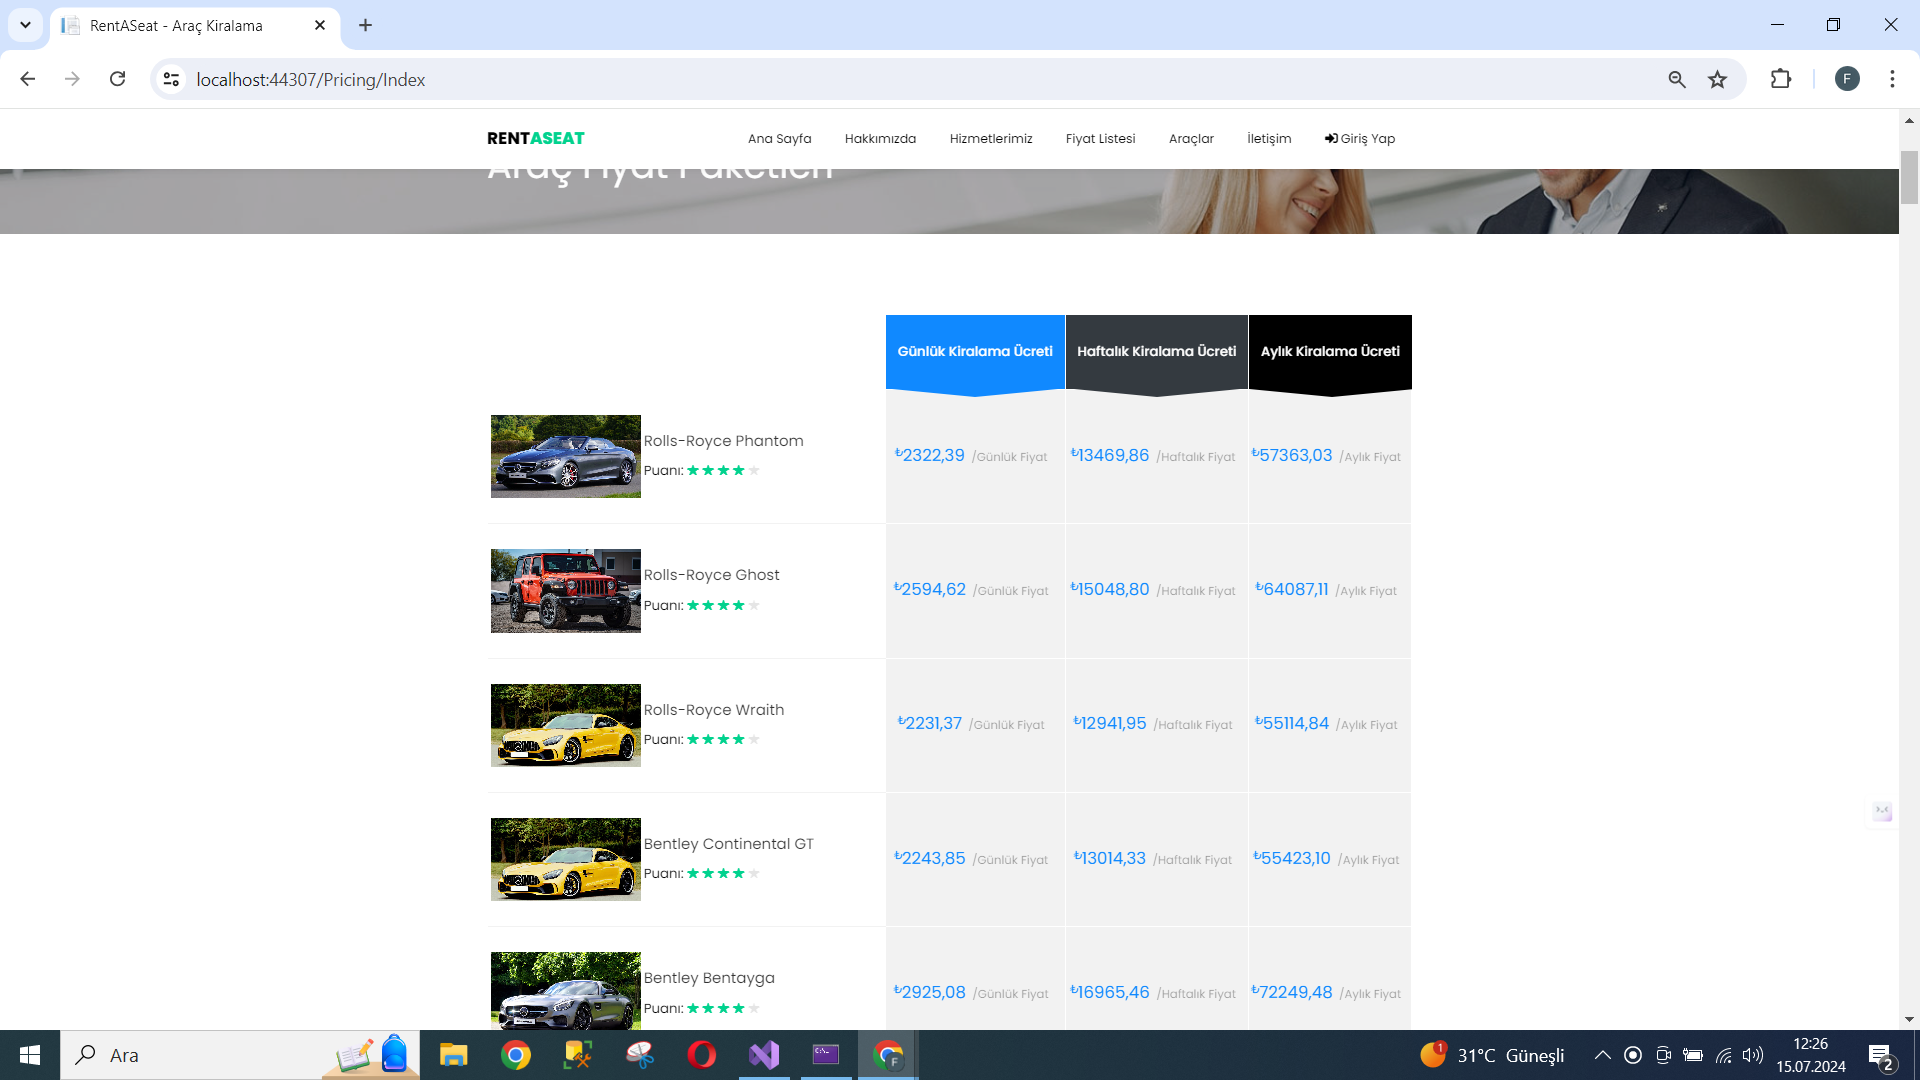 RentASeat - Araç Kiralama
localhost:44307/Pricing/Index
F
RENTASEAT
Ana Sayfa
Hakkımızda
Hizmetlerimiz
Fiyat Listesi
Araçlar
İletişim
Giriş Yap
Araç Fiyat Paketleri
Günlük Kiralama Ücreti
Haftalık Kiralama Ücreti
Aylık Kiralama Ücreti
Rolls-Royce Phantom
Puanı:
₺2322,39 /Günlük Fiyat
₺13469,86 /Haftalık Fiyat
₺57363,03 /Aylık Fiyat
Rolls-Royce Ghost
Puanı:
₺2594,62 /Günlük Fiyat
₺15048,80 /Haftalık Fiyat
₺64087,11 /Aylık Fiyat
Rolls-Royce Wraith
Puanı:
₺2231,37 /Günlük Fiyat
₺12941,95 /Haftalık Fiyat
₺55114,84 /Aylık Fiyat
Bentley Continental GT
Puanı:
₺2243,85 /Günlük Fiyat
₺13014,33 /Haftalık Fiyat
₺55423,10 /Aylık Fiyat
Bentley Bentayga
Puanı:
₺2925,08 /Günlük Fiyat
₺16965,46 /Haftalık Fiyat
₺72249,48 /Aylık Fiyat
Ara
F
1
31°C Güneşli
12:26
15.07.2024
2